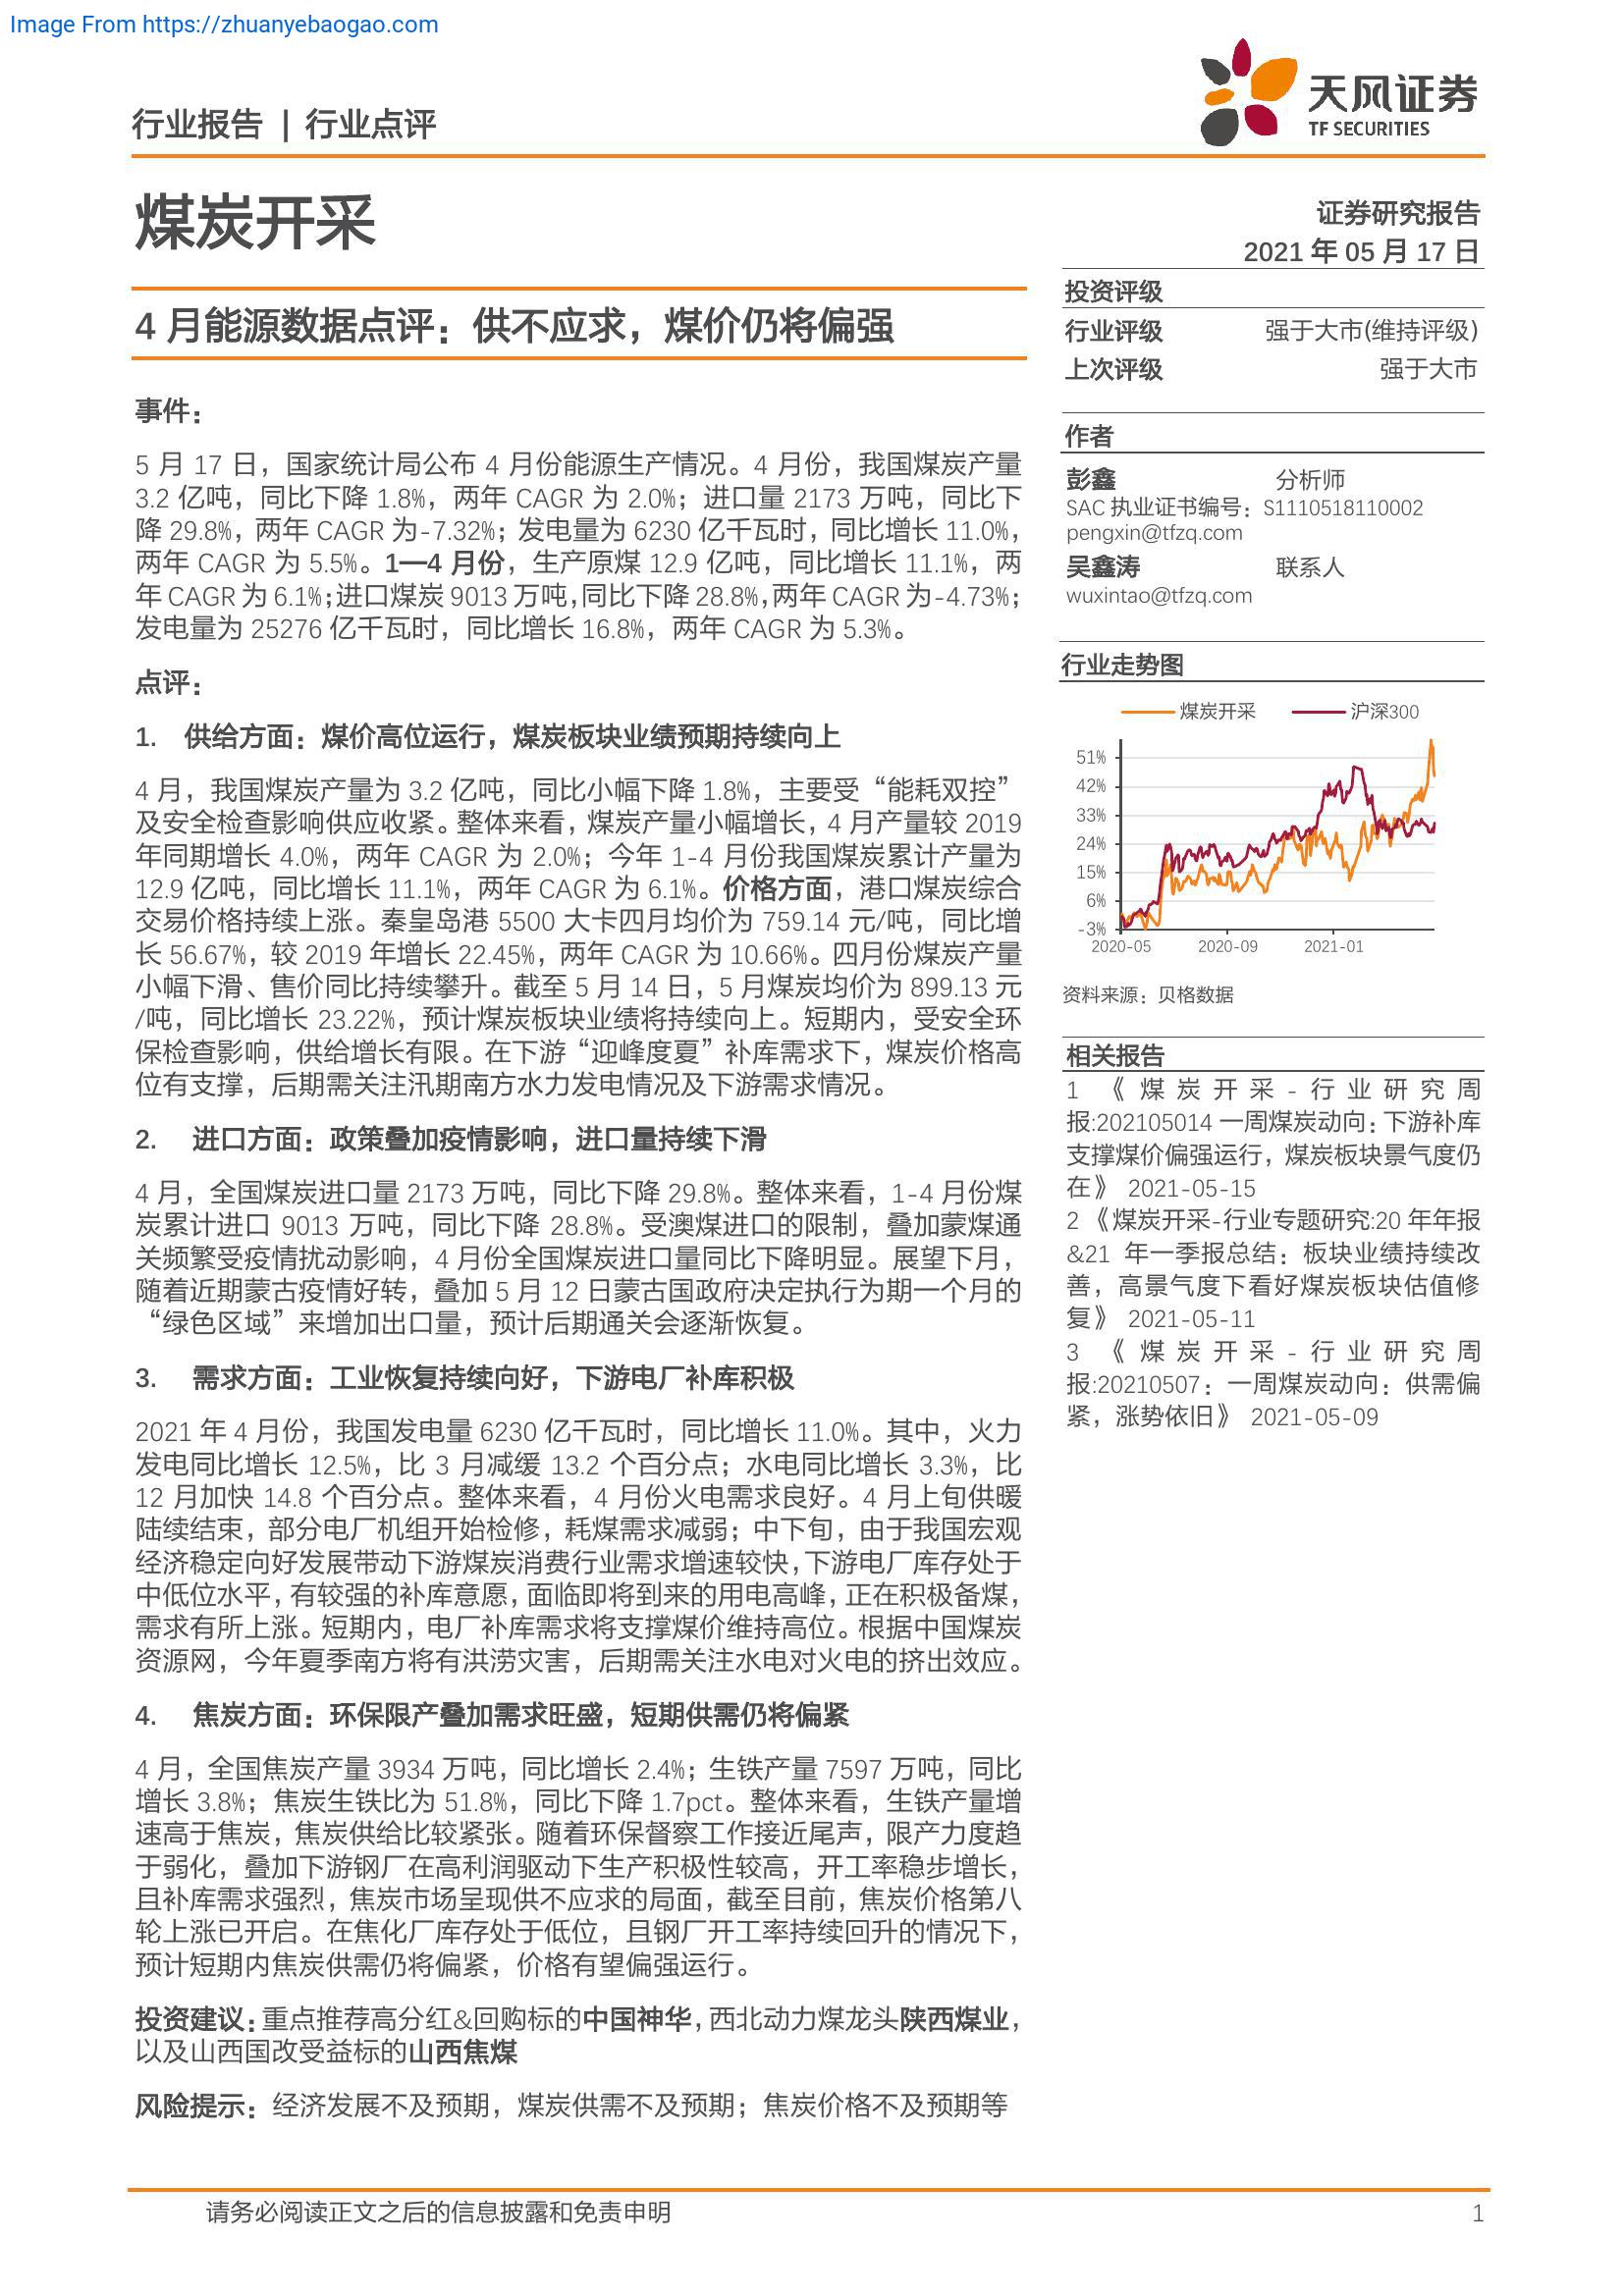 Image From https://zhuanyebaogao.com
天风证券
TF SECURITIES
行业报告 | 行业点评
煤炭开采
证券研究报告
2021 年 05 月 17 日
4 月能源数据点评：供不应求，煤价仍将偏强
事件：
5 月 17 日，国家统计局公布 4 月份能源生产情况。4 月份，我国煤炭产量
3.2 亿吨，同比下降 1.8%，两年 CAGR 为 2.0%；进口量 2173 万吨，同比下
降 29.8%，两年 CAGR 为-7.32%；发电量为 6230 亿千瓦时，同比增长 11.0%，
两年 CAGR 为 5.5%。1—4 月份，生产原煤 12.9 亿吨，同比增长 11.1%，两
年 CAGR 为 6.1%；进口煤炭 9013 万吨，同比下降 28.8%，两年 CAGR 为-4.73%；
发电量为 25276 亿千瓦时，同比增长 16.8%，两年 CAGR 为 5.3%。
点评：
1. 供给方面：煤价高位运行，煤炭板块业绩预期持续向上
4 月，我国煤炭产量为 3.2 亿吨，同比小幅下降 1.8%，主要受“能耗双控”
及安全检查影响供应收紧。整体来看，煤炭产量小幅增长，4 月产量较 2019
年同期增长 4.0%，两年 CAGR 为 2.0%；今年 1-4 月份我国煤炭累计产量为
12.9 亿吨，同比增长 11.1%，两年 CAGR 为 6.1%。价格方面，港口煤炭综合
交易价格持续上涨。秦皇岛港 5500 大卡四月均价为 759.14 元/吨，同比增
长 56.67%，较 2019 年增长 22.45%，两年 CAGR 为 10.66%。四月份煤炭产量
小幅下滑、售价同比持续攀升。截至 5 月 14 日，5 月煤炭均价为 899.13 元
/吨，同比增长 23.22%，预计煤炭板块业绩将持续向上。短期内，受安全环
保检查影响，供给增长有限。在下游“迎峰度夏”补库需求下，煤炭价格高
位有支撑，后期需关注汛期南方水力发电情况及下游需求情况。
2. 进口方面：政策叠加疫情影响，进口量持续下滑
4 月，全国煤炭进口量 2173 万吨，同比下降 29.8%。整体来看，1-4 月份煤
炭累计进口 9013 万吨，同比下降 28.8%。受澳煤进口的限制，叠加蒙煤通
关频繁受疫情扰动影响，4 月份全国煤炭进口量同比下降明显。展望下月，
随着近期蒙古疫情好转，叠加 5 月 12 日蒙古国政府决定执行为期一个月的
“绿色区域”来增加出口量，预计后期通关会逐渐恢复。
3. 需求方面：工业恢复持续向好，下游电厂补库积极
2021 年 4 月份，我国发电量 6230 亿千瓦时，同比增长 11.0%。其中，火力
发电同比增长 12.5%，比 3 月减缓 13.2 个百分点；水电同比增长 3.3%，比
12 月加快 14.8 个百分点。整体来看，4 月份火电需求良好。4 月上旬供暖
陆续结束，部分电厂机组开始检修，耗煤需求减弱；中下旬，由于我国宏观
经济稳定向好发展带动下游煤炭消费行业需求增速较快，下游电厂库存处于
中低位水平，有较强的补库意愿，面临即将到来的用电高峰，正在积极备煤，
需求有所上涨。短期内，电厂补库需求将支撑煤价维持高位。根据中国煤炭
资源网，今年夏季南方将有洪涝灾害，后期需关注水电对火电的挤出效应。
4. 焦炭方面：环保限产叠加需求旺盛，短期供需仍将偏紧
4 月，全国焦炭产量 3934 万吨，同比增长 2.4%；生铁产量 7597 万吨，同比
增长 3.8%；焦炭生铁比为 51.8%，同比下降 1.7pct。整体来看，生铁产量增
速高于焦炭，焦炭供给比较紧张。随着环保督察工作接近尾声，限产力度趋
于弱化，叠加下游钢厂在高利润驱动下生产积极性较高，开工率稳步增长，
且补库需求强烈，焦炭市场呈现供不应求的局面，截至目前，焦炭价格第八
轮上涨已开启。在焦化厂库存处于低位，且钢厂开工率持续回升的情况下，
预计短期内焦炭供需仍将偏紧，价格有望偏强运行。
投资建议：重点推荐高分红&回购标的中国神华，西北动力煤龙头陕西煤业，
以及山西国改受益标的山西焦煤
风险提示：经济发展不及预期，煤炭供需不及预期；焦炭价格不及预期等
投资评级
行业评级 强于大市(维持评级)
上次评级 强于大市
作者
彭鑫 分析师
SAC 执业证书编号：S1110518110002
pengxin@tfzq.com
吴鑫涛 联系人
wuxintao@tfzq.com
行业走势图
煤炭开采 沪深300
51%
42%
33%
24%
15%
6%
-3%
2020-05 2020-09 2021-01
资料来源：贝格数据
相关报告
1 《煤炭开采-行业研究周
报:202105014 一周煤炭动向：下游补库
支撑煤价偏强运行，煤炭板块景气度仍
在》 2021-05-15
2 《煤炭开采-行业专题研究:20 年年报
&21 年一季报总结：板块业绩持续改
善，高景气度下看好煤炭板块估值修
复》 2021-05-11
3 《煤炭开采-行业研究周
报:20210507：一周煤炭动向：供需偏
紧，涨势依旧》 2021-05-09
请务必阅读正文之后的信息披露和免责申明 1